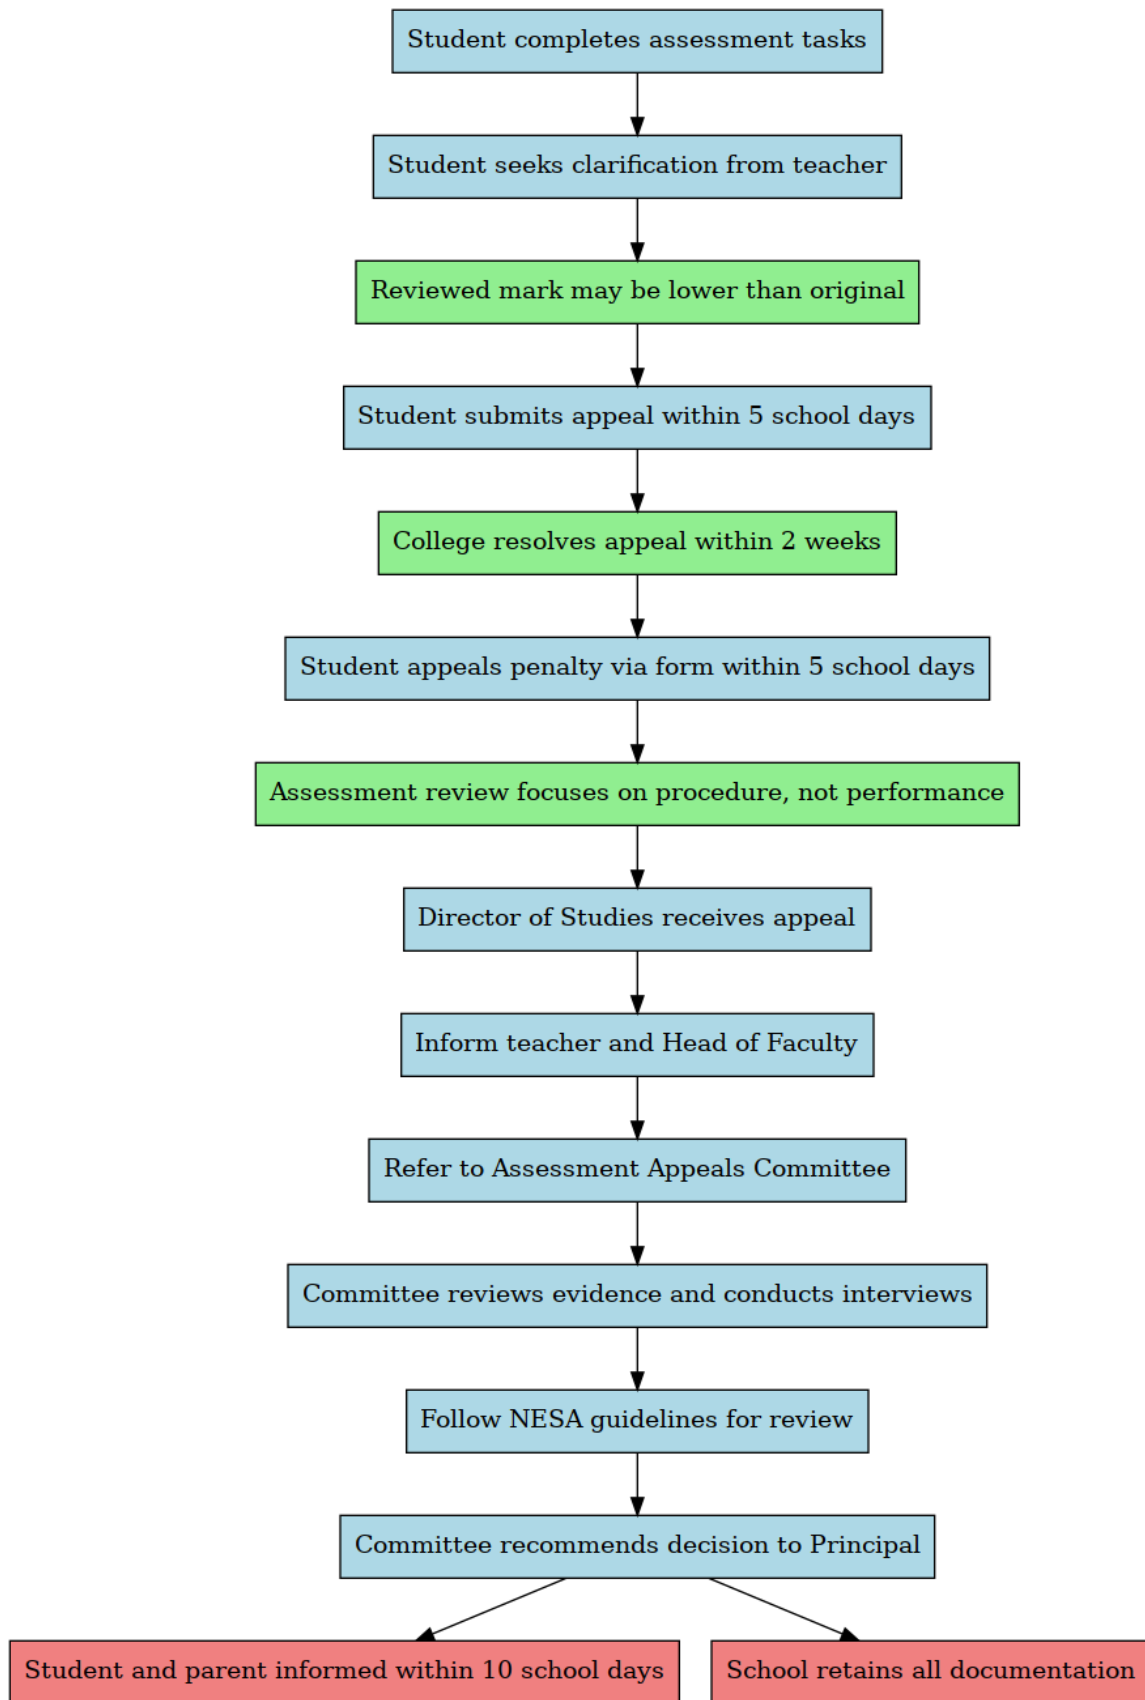 Student completes assessment tasks
Student seeks clarification from teacher
Reviewed mark may be lower than original
Student submits appeal within 5 school days
College resolves appeal within 2 weeks
Student appeals penalty via form within 5 school days
Assessment review focuses on procedure, not performance
Director of Studies receives appeal
Inform teacher and Head of Faculty
Refer to Assessment Appeals Committee
Committee reviews evidence and conducts interviews
Follow NESA guidelines for review
Committee recommends decision to Principal
Student and parent informed within 10 school days
School retains all documentation